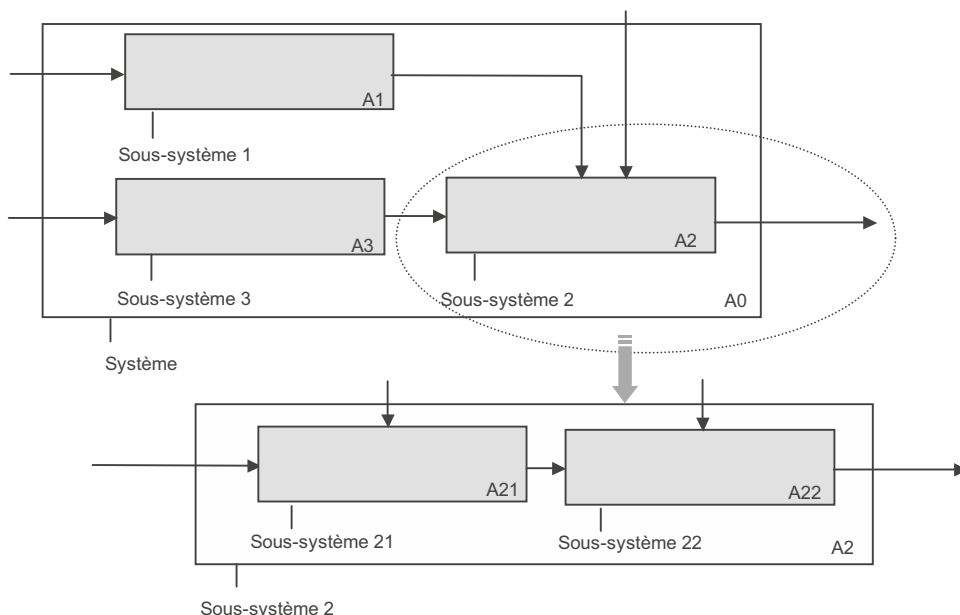 A1
Sous-système 1
A3
Sous-système 3
A2
Sous-système 2
A0
Système
A21
Sous-système 21
A22
Sous-système 22
A2
Sous-système 2